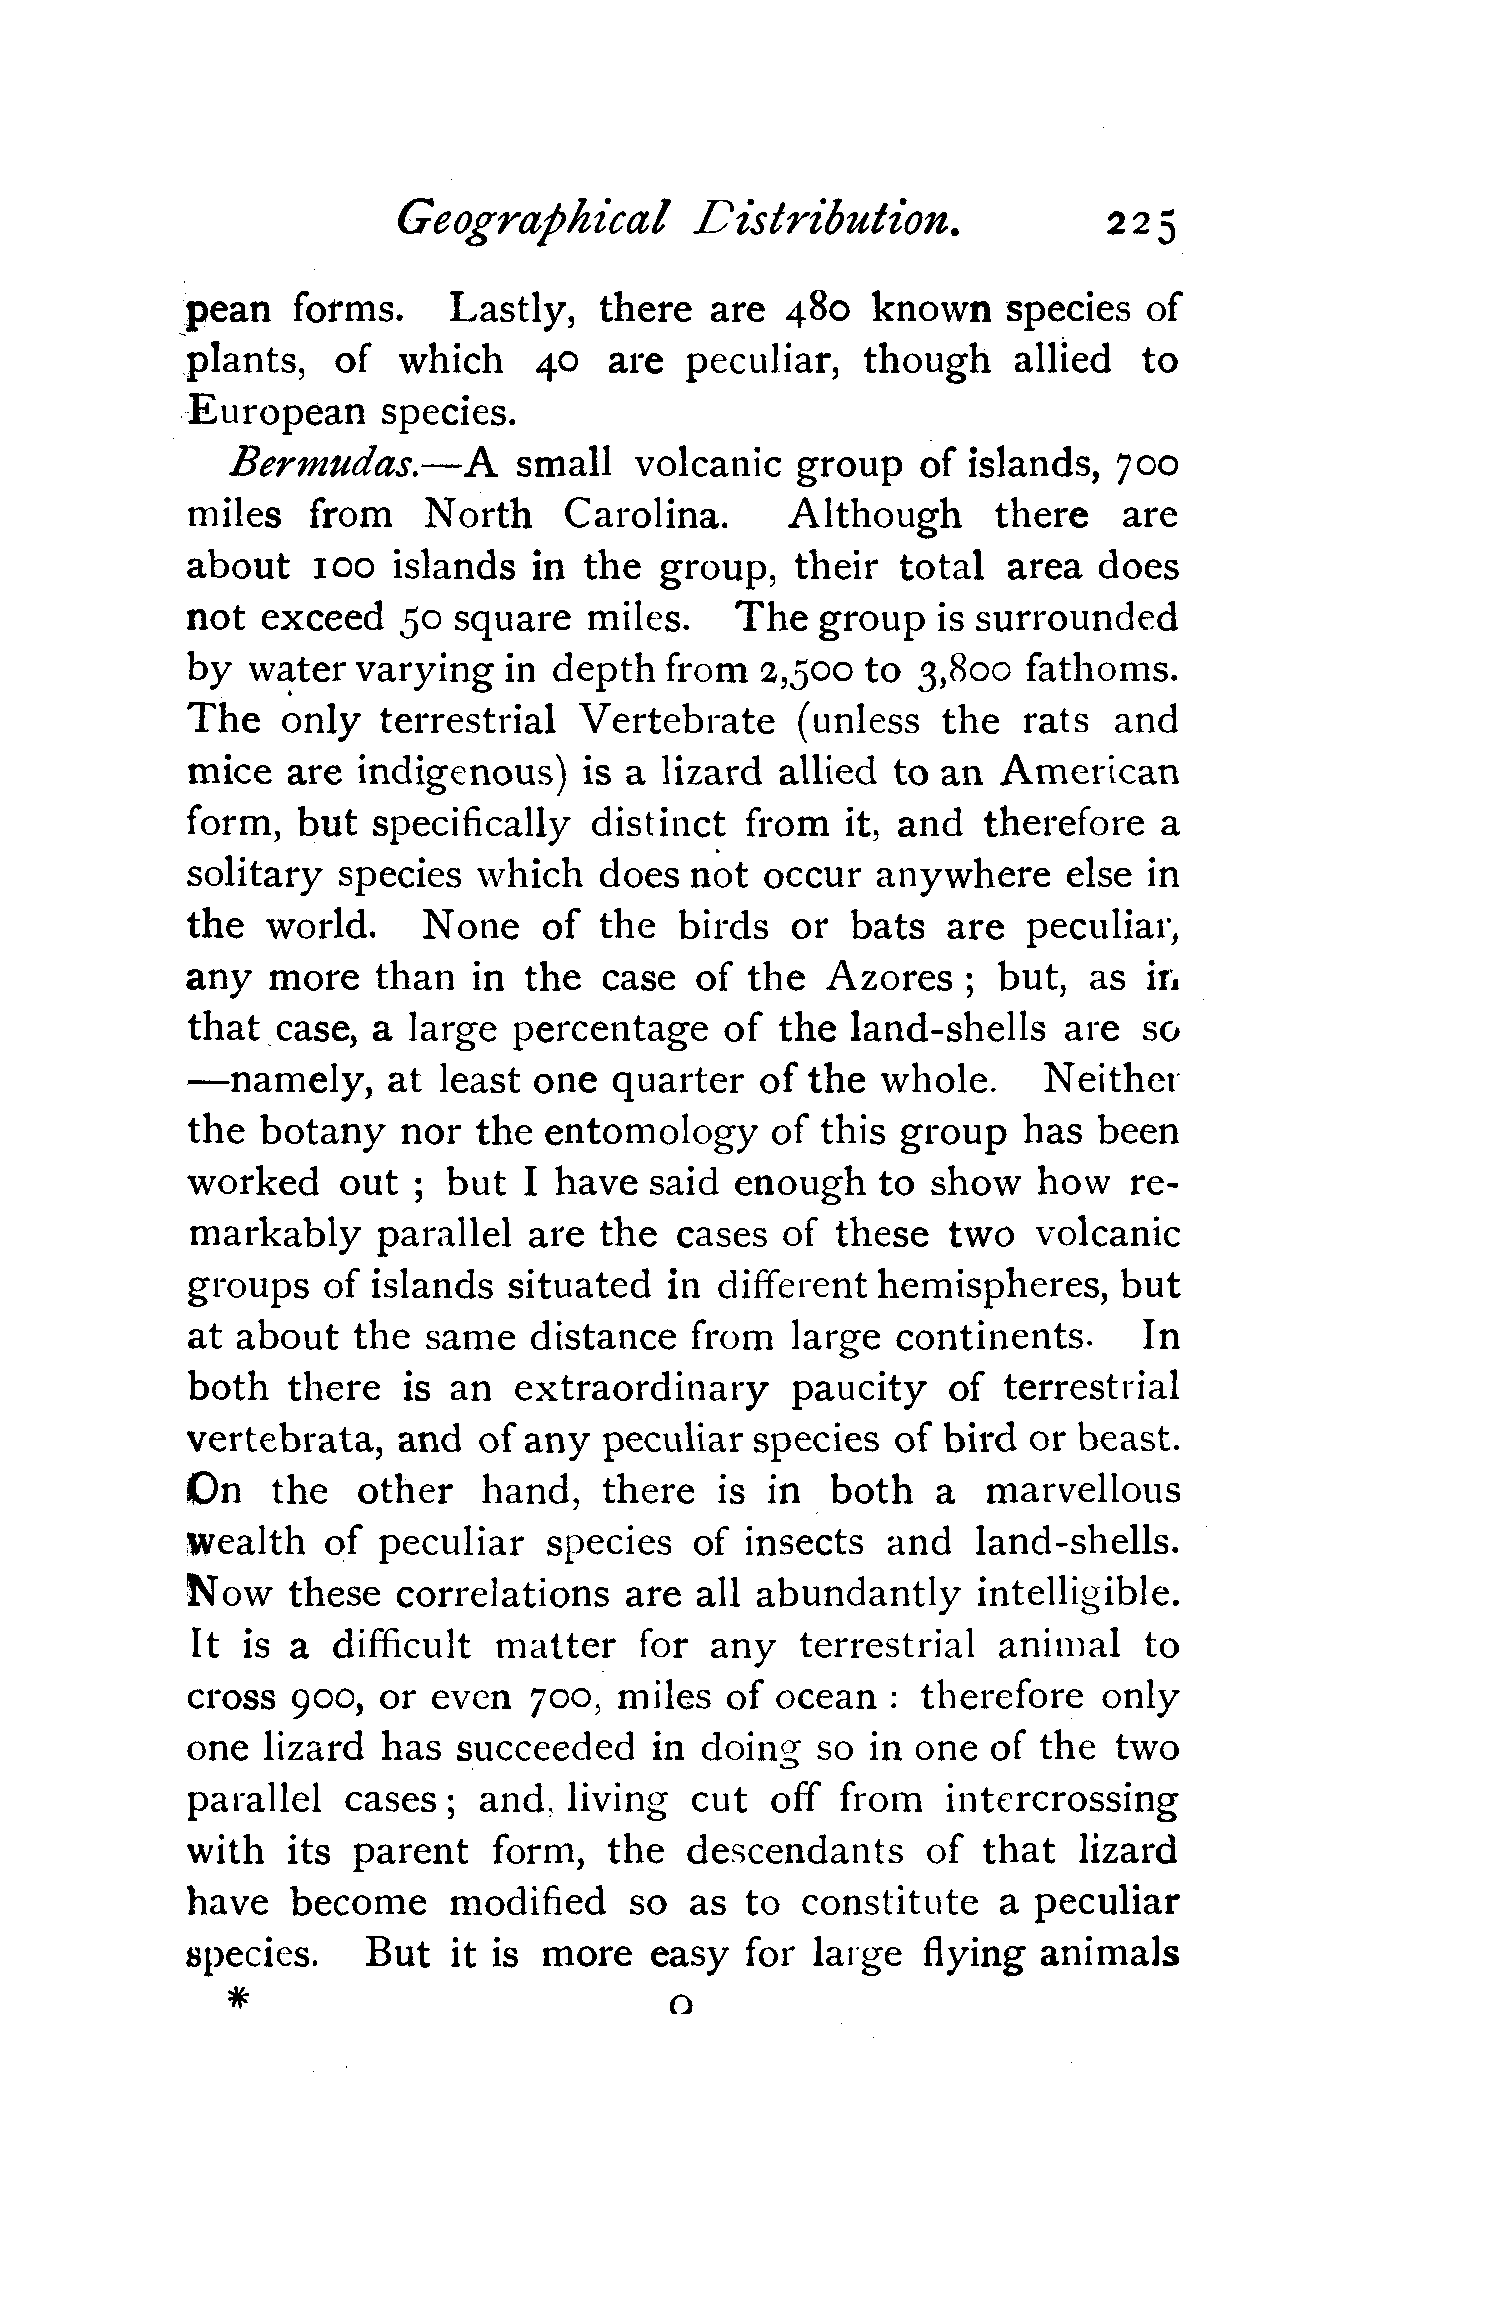 Geographical Distribution. 225
pean forms. Lastly, there are 480 known species of
plants, of which 40 are peculiar, though allied to
European species.
Bermudas.—A small volcanic group of islands, 700
miles from North Carolina. Although there are
about 100 islands in the group, their total area does
not exceed 50 square miles. The group is surrounded
by water varying in depth from 2,500 to 3,800 fathoms.
The only terrestrial Vertebrate (unless the rats and
mice are indigenous) is a lizard allied to an American
form, but specifically distinct from it, and therefore a
solitary species which does not occur anywhere else in
the world. None of the birds or bats are peculiar,
any more than in the case of the Azores ; but, as in
that case, a large percentage of the land-shells are so
—namely, at least one quarter of the whole. Neither
the botany nor the entomology of this group has been
worked out ; but I have said enough to show how re-
markably parallel are the cases of these two volcanic
groups of islands situated in different hemispheres, but
at about the same distance from large continents. In
both there is an extraordinary paucity of terrestrial
vertebrata, and of any peculiar species of bird or beast.
On the other hand, there is in both a marvellous
wealth of peculiar species of insects and land-shells.
Now these correlations are all abundantly intelligible.
It is a difficult matter for any terrestrial animal to
cross 900, or even 700, miles of ocean : therefore only
one lizard has succeeded in doing so in one of the two
parallel cases ; and, living cut off from intercrossing
with its parent form, the descendants of that lizard
have become modified so as to constitute a peculiar
species. But it is more easy for large flying animals
* Q